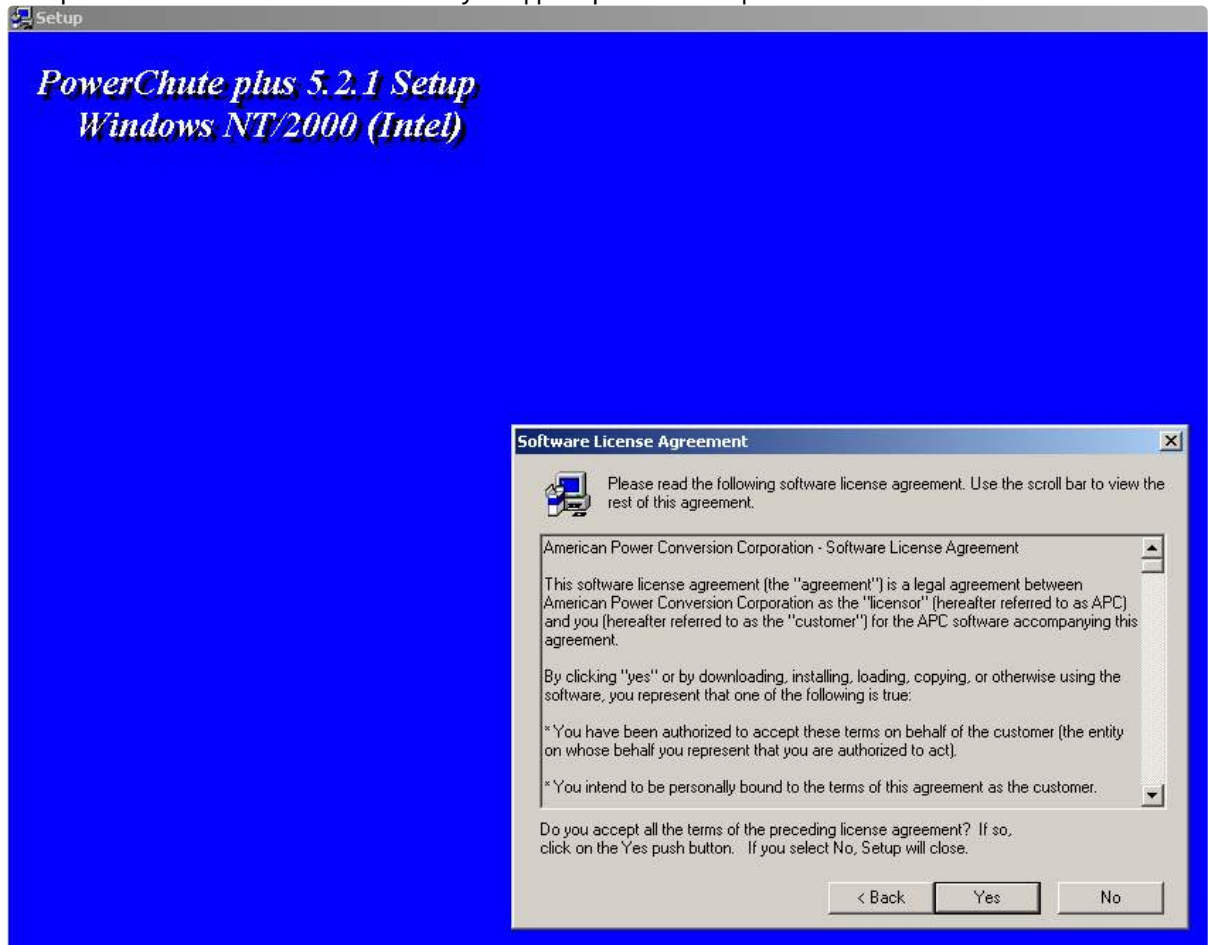 Setup
PowerChute plus 5.2.1 Setup
Windows NT/2000 (Intel)
Software License Agreement
Please read the following software license agreement. Use the scroll bar to view the
rest of this agreement.
American Power Conversion Corporation - Software License Agreement
This software license agreement (the "agreement") is a legal agreement between
American Power Conversion Corporation as the "licensor" (hereafter referred to as APC)
and you (hereafter referred to as the "customer") for the APC software accompanying this
agreement.
By clicking "yes" or by downloading, installing, loading, copying, or otherwise using the
software, you represent that one of the following is true:
* You have been authorized to accept these terms on behalf of the customer (the entity
on whose behalf you represent that you are authorized to act).
* You intend to be personally bound to the terms of this agreement as the customer.
Do you accept all the terms of the preceding license agreement? If so,
click on the Yes push button. If you select No, Setup will close.
< Back Yes No